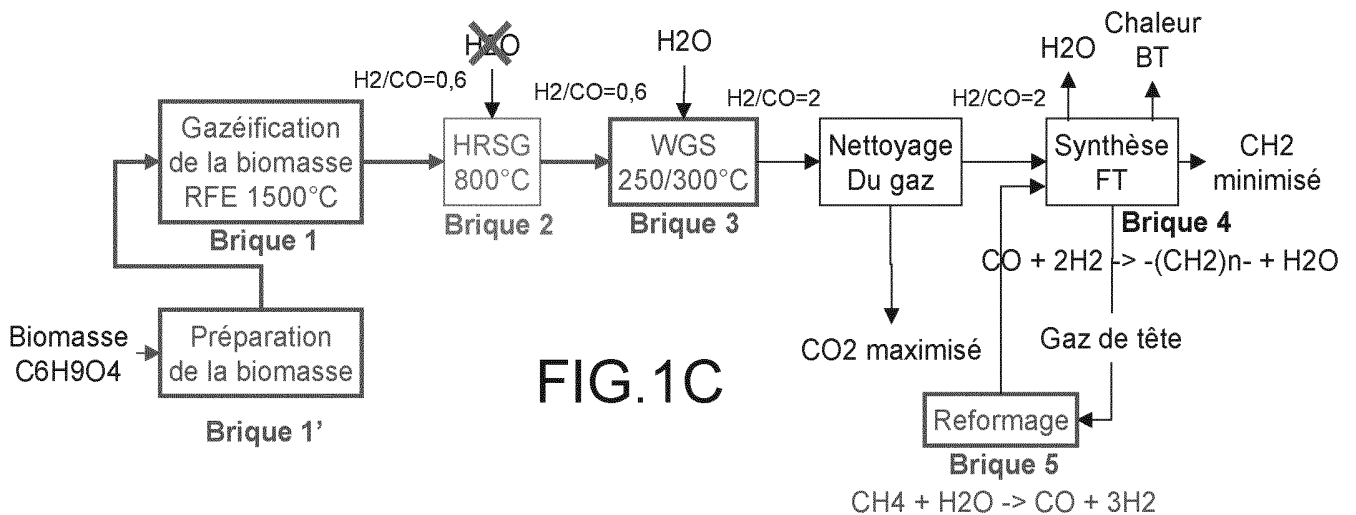 Chaleur
BT
H2O
H2O
H2O
H2/CO=0,6
H2/CO=0,6
H2/CO=2
H2/CO=2
Gazéification
de la biomasse
RFE 1500°C
Brique 1
HRSG
800°C
Brique 2
WGS
250/300°C
Brique 3
Nettoyage
Du gaz
Synthèse
FT
Brique 4
CH2
minimisé
CO + 2H2 -> -(CH2)n- + H2O
Biomasse
C6H9O4
Préparation
de la biomasse
Brique 1’
FIG.1C
CO2 maximisé
Gaz de tête
Reformage
Brique 5
CH4 + H2O -> CO + 3H2